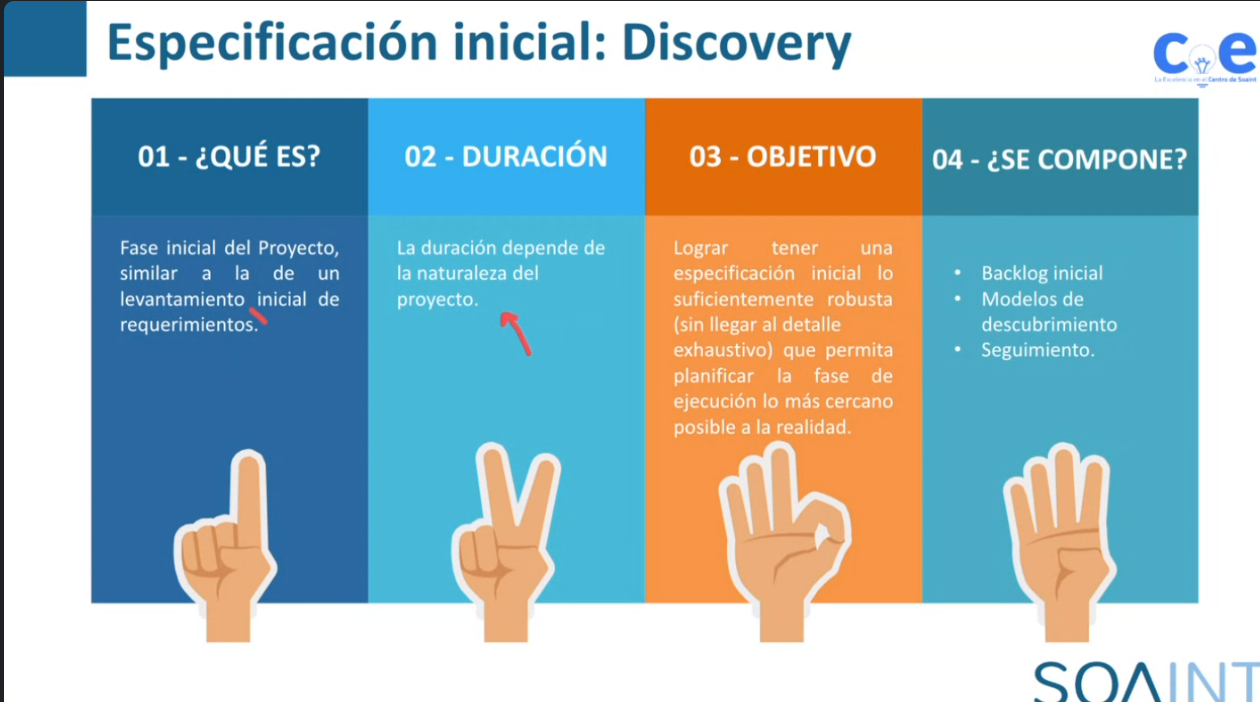 Especificación inicial: Discovery
Coe
La Excelencia en el Centro de Soaint
01 - ¿QUÉ ES?
Fase inicial del Proyecto,
similar a la de un
levantamiento inicial de
requerimientos.
02 - DURACIÓN
La duración depende de
la naturaleza del
proyecto.
03 - OBJETIVO
Lograr tener una
especificación inicial lo
suficientemente robusta
(sin llegar al detalle
exhaustivo) que permita
planificar la fase de
ejecución lo más cercano
posible a la realidad.
04 - ¿SE COMPONE?
• Backlog inicial
• Modelos de
descubrimiento
• Seguimiento.
SOAINT